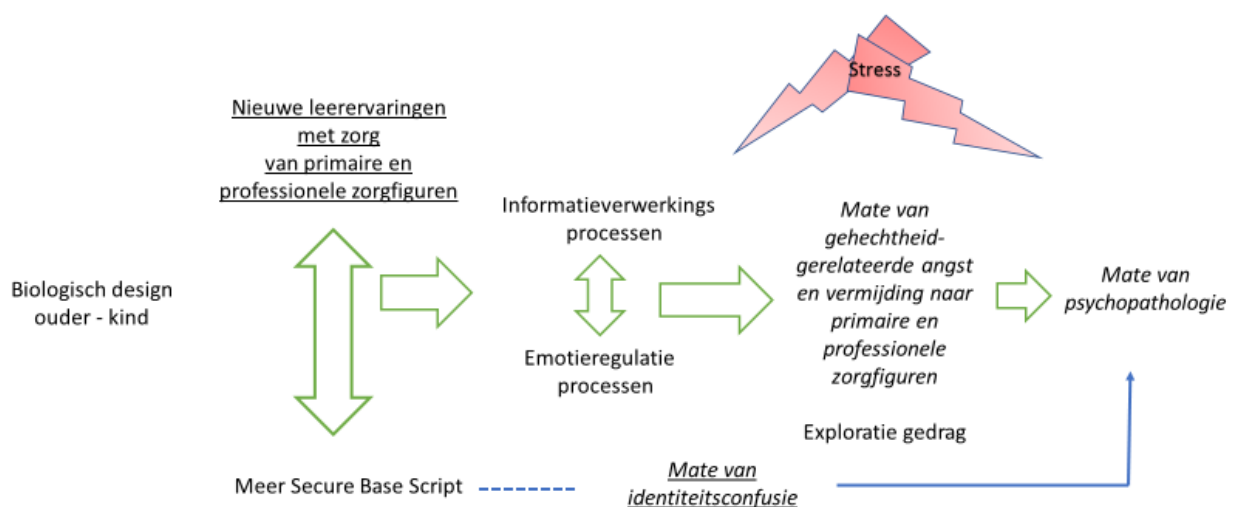 Stress
Nieuwe leerervaringen
met zorg
van primaire en
professionele zorgfiguren
Biologisch design
ouder - kind
Informatieverwerkings
processen
Emotieregulatie
processen
Mate van
gehechtheid-
gerelateerde angst
en vermijding naar
primaire en
professionele
zorgfiguren
Mate van
psychopathologie
Exploratie gedrag
Meer Secure Base Script
Mate van
identiteitsconfusie